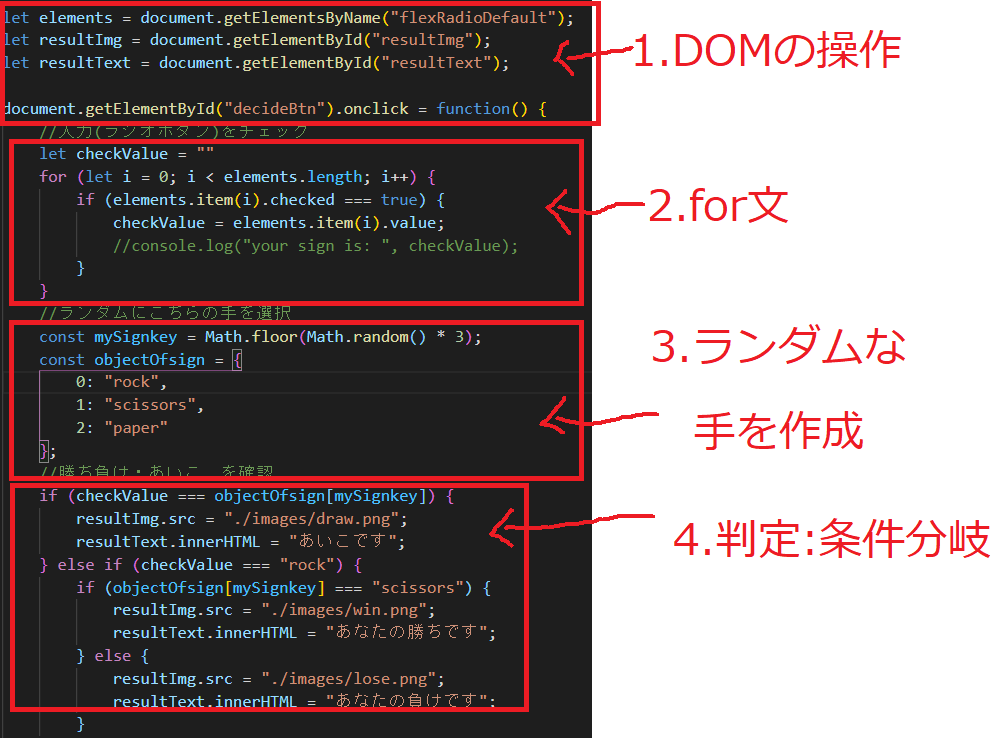 let elements = document.getElementsByName("flexRadioDefault");
let resultImg = document.getElementById("resultImg");
let resultText = document.getElementById("resultText");
1.DOMの操作
document.getElementById("decideBtn").onclick = function() {
//入力(ラジオボタン)をチェック
let checkValue = ""
for (let i = 0; i < elements.length; i++) {
if (elements.item(i).checked === true) {
2.for文
checkValue = elements.item(i).value;
//console.log("your sign is: ", checkValue);
}
}
//ランダムにこちらの手を選択
const mySignkey = Math.floor(Math.random() * 3);
const objectOfsign = {
0: "rock",
1: "scissors",
2: "paper"
};
3.ランダムな
手を作成
//勝ち負け・あいこ を確認
if (checkValue === objectOfsign[mySignkey]) {
resultImg.src = "./images/draw.png";
resultText.innerHTML = "あいこです";
4.判定:条件分岐
} else if (checkValue === "rock") {
if (objectOfsign[mySignkey] === "scissors") {
resultImg.src = "./images/win.png";
resultText.innerHTML = "あなたの勝ちです";
} else {
resultImg.src = "./images/lose.png";
resultText.innerHTML = "あなたの負けです";
}